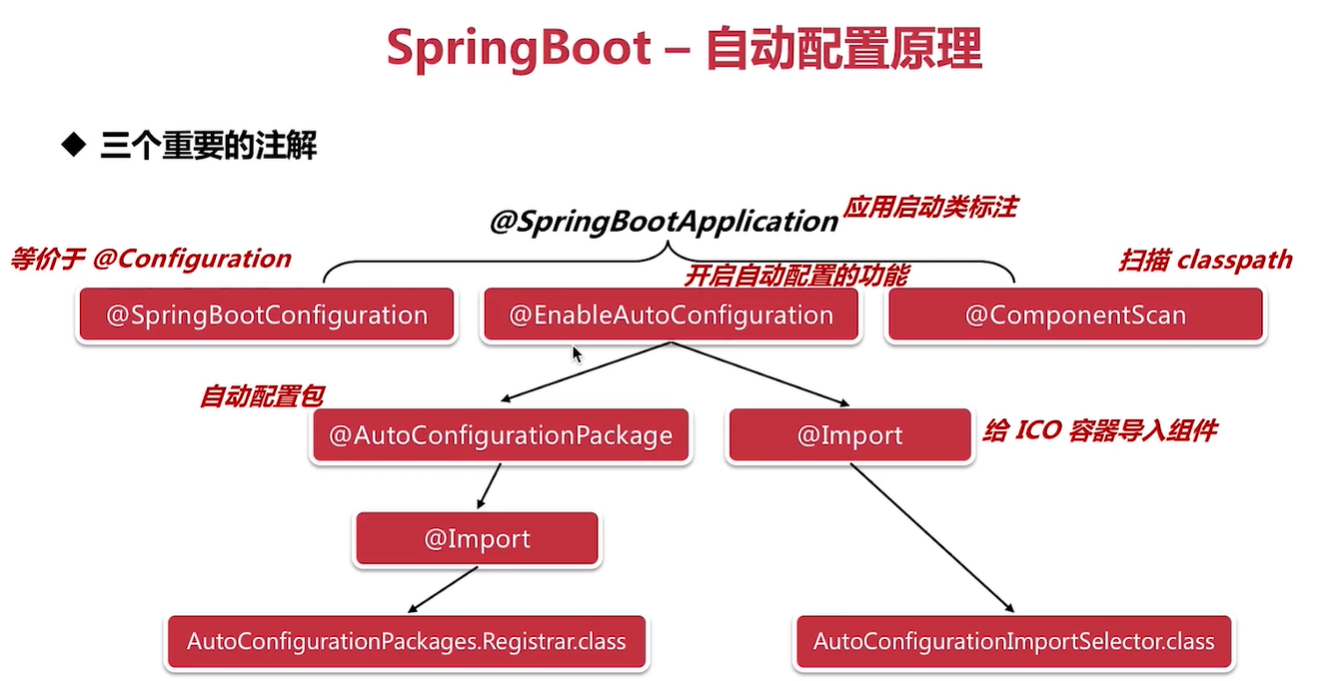 SpringBoot – 自动配置原理
◆ 三个重要的注解
@SpringBootApplication
应用启动类标注
等价于 @Configuration
开启自动配置的功能
扫描 classpath
@SpringBootConfiguration
@EnableAutoConfiguration
@ComponentScan
自动配置包
@AutoConfigurationPackage
@Import
给 ICO 容器导入组件
@Import
AutoConfigurationPackages.Registrar.class
AutoConfigurationImportSelector.class